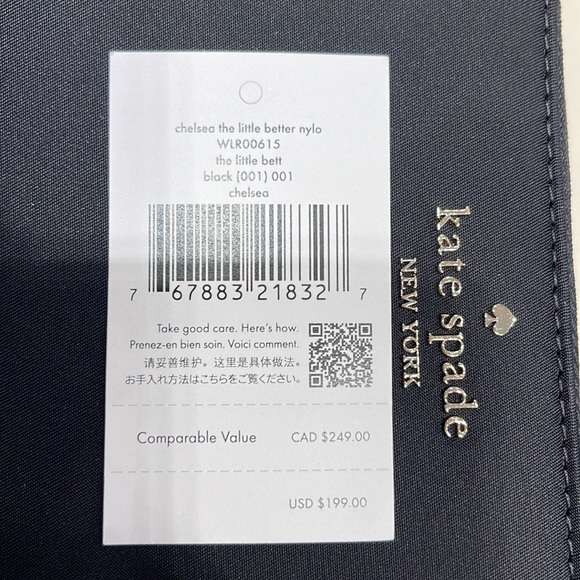 chelsea the little better nylo
WLR00615
the little bett
black (001) 001
chelsea
7 67883 21832 7
Take good care. Here's how.
Prenez-en bien soin. Voici comment.
请妥善维护。这里是具体做法。
お手入れ方法はこちらをご覧ください。
Comparable Value CAD $249.00
USD $199.00
kate spade
NEW YORK